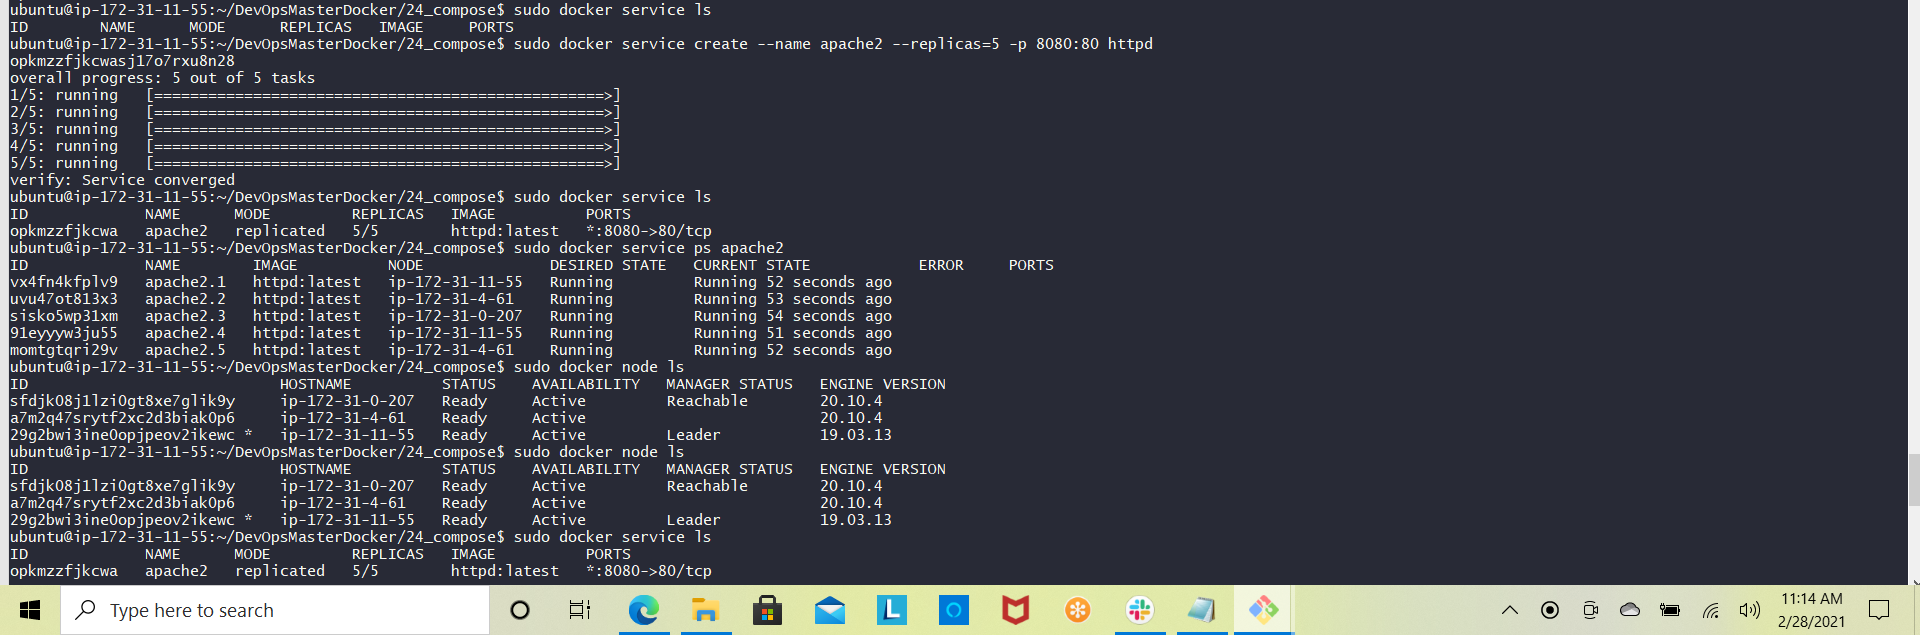 ubuntu@ip-172-31-11-55:~/DevOpsMasterDocker/24_compose$ sudo docker service ls
ID        NAME      MODE      REPLICAS   IMAGE     PORTS
ubuntu@ip-172-31-11-55:~/DevOpsMasterDocker/24_compose$ sudo docker service create --name apache2 --replicas=5 -p 8080:80 httpd
opkmzzfjkcwasj17o7rxu8n28
overall progress: 5 out of 5 tasks
1/5: running   [==================================================>]
2/5: running   [==================================================>]
3/5: running   [==================================================>]
4/5: running   [==================================================>]
5/5: running   [==================================================>]
verify: Service converged
ubuntu@ip-172-31-11-55:~/DevOpsMasterDocker/24_compose$ sudo docker service ls
ID             NAME      MODE         REPLICAS   IMAGE          PORTS
opkmzzfjkcwa   apache2   replicated   5/5        httpd:latest   *:8080->80/tcp
ubuntu@ip-172-31-11-55:~/DevOpsMasterDocker/24_compose$ sudo docker service ps apache2
ID             NAME        IMAGE          NODE              DESIRED STATE   CURRENT STATE            ERROR     PORTS
vx4fn4kfplv9   apache2.1   httpd:latest   ip-172-31-11-55   Running         Running 52 seconds ago
uvu47ot813x3   apache2.2   httpd:latest   ip-172-31-4-61    Running         Running 53 seconds ago
sisko5wp31xm   apache2.3   httpd:latest   ip-172-31-0-207   Running         Running 54 seconds ago
91eyyyw3ju55   apache2.4   httpd:latest   ip-172-31-11-55   Running         Running 51 seconds ago
momtgtqri29v   apache2.5   httpd:latest   ip-172-31-4-61    Running         Running 52 seconds ago
ubuntu@ip-172-31-11-55:~/DevOpsMasterDocker/24_compose$ sudo docker node ls
ID                            HOSTNAME          STATUS    AVAILABILITY   MANAGER STATUS   ENGINE VERSION
sfdjk08j1lzi0gt8xe7glik9y     ip-172-31-0-207   Ready     Active         Reachable        20.10.4
a7m2q47srytf2xc2d3biak0p6     ip-172-31-4-61    Ready     Active                          20.10.4
29g2bwi3ine0opjpeov2ikewc *   ip-172-31-11-55   Ready     Active         Leader           19.03.13
ubuntu@ip-172-31-11-55:~/DevOpsMasterDocker/24_compose$ sudo docker node ls
ID                            HOSTNAME          STATUS    AVAILABILITY   MANAGER STATUS   ENGINE VERSION
sfdjk08j1lzi0gt8xe7glik9y     ip-172-31-0-207   Ready     Active         Reachable        20.10.4
a7m2q47srytf2xc2d3biak0p6     ip-172-31-4-61    Ready     Active                          20.10.4
29g2bwi3ine0opjpeov2ikewc *   ip-172-31-11-55   Ready     Active         Leader           19.03.13
ubuntu@ip-172-31-11-55:~/DevOpsMasterDocker/24_compose$ sudo docker service ls
ID             NAME      MODE         REPLICAS   IMAGE          PORTS
opkmzzfjkcwa   apache2   replicated   5/5        httpd:latest   *:8080->80/tcp
Type here to search
11:14 AM
2/28/2021